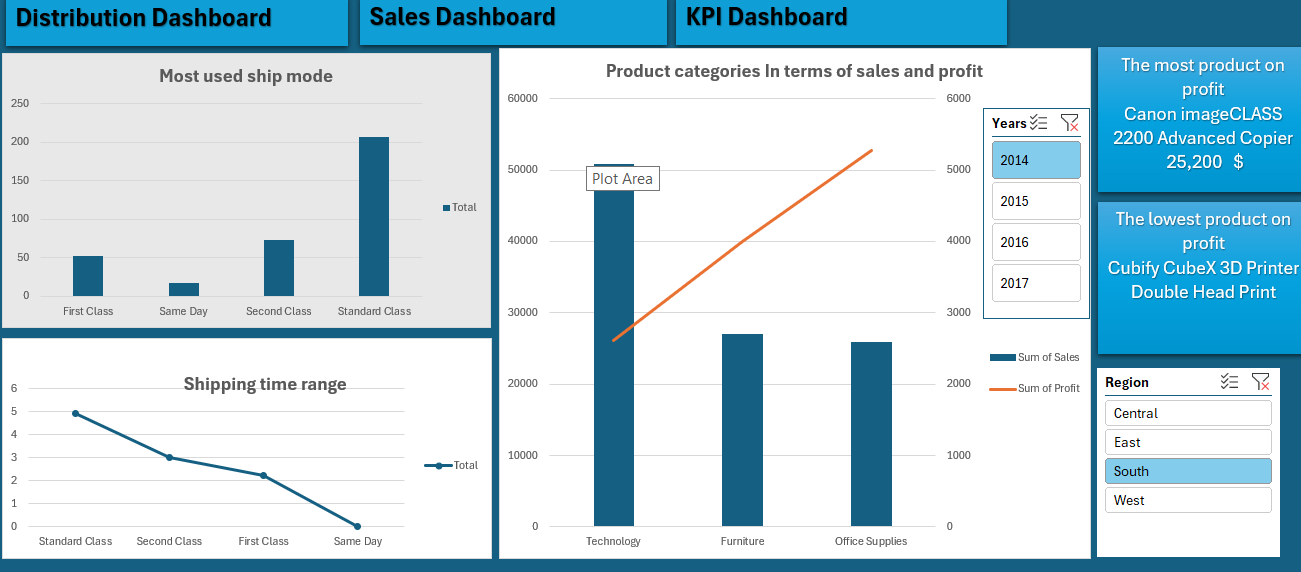 Distribution Dashboard
Sales Dashboard
KPI Dashboard
Most used ship mode
250
200
150
100
50
0
First Class
Same Day
Second Class
Standard Class
Total
Shipping time range
6
5
4
3
2
1
0
Standard Class
Second Class
First Class
Same Day
Total
Product categories In terms of sales and profit
60000
50000
40000
30000
20000
10000
0
6000
5000
4000
3000
2000
1000
0
Plot Area
Technology
Furniture
Office Supplies
Years
2014
2015
2016
2017
Sum of Sales
Sum of Profit
The most product on
profit
Canon imageCLASS
2200 Advanced Copier
25,200 $
The lowest product on
profit
Cubify CubeX 3D Printer
Double Head Print
Region
Central
East
South
West